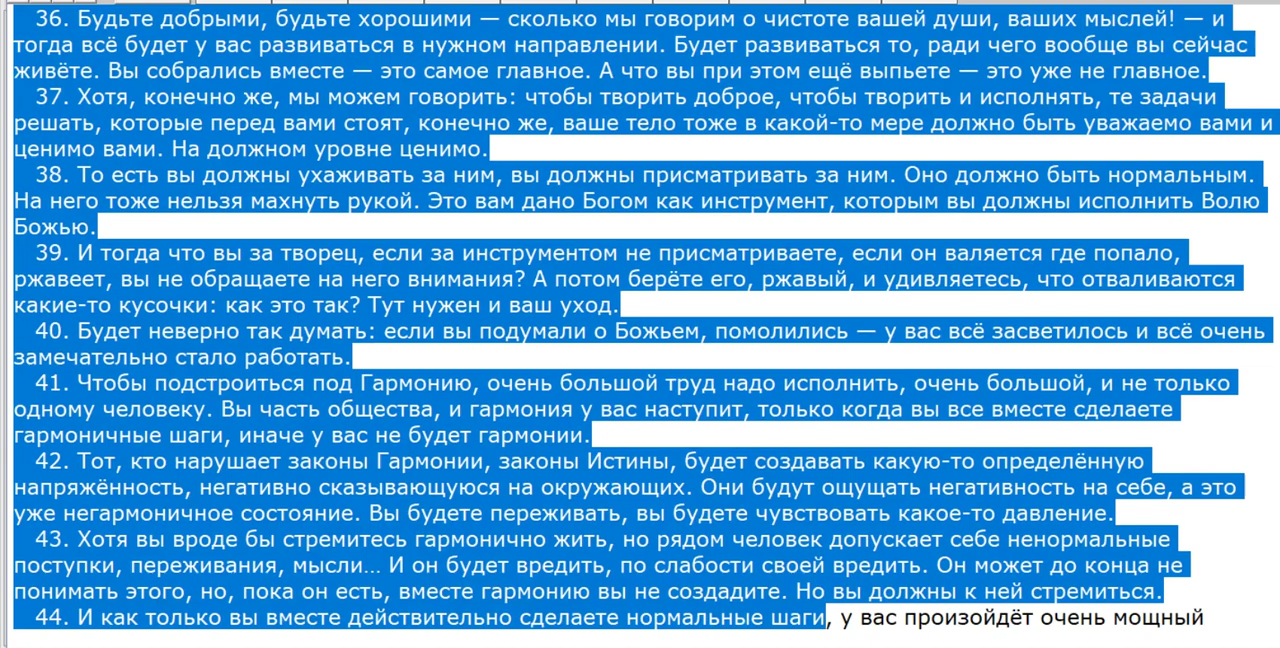 36. Будьте добрыми, будьте хорошими — сколько мы говорим о чистоте вашей души, ваших мыслей! — и
тогда всё будет у вас развиваться в нужном направлении. Будет развиваться то, ради чего вообще вы сейчас
живёте. Вы собрались вместе — это самое главное. А что вы при этом ещё выпьете — это уже не главное.
37. Хотя, конечно же, мы можем говорить: чтобы творить доброе, чтобы творить и исполнять, те задачи
решать, которые перед вами стоят, конечно же, ваше тело тоже в какой-то мере должно быть уважаемо вами и
ценимо вами. На должном уровне ценимо.
38. То есть вы должны ухаживать за ним, вы должны присматривать за ним. Оно должно быть нормальным.
На него тоже нельзя махнуть рукой. Это вам дано Богом как инструмент, которым вы должны исполнить Волю
Божью.
39. И тогда что вы за творец, если за инструментом не присматриваете, если он валяется где попало,
ржавеет, вы не обращаете на него внимания? А потом берёте его, ржавый, и удивляетесь, что отваливаются
какие-то кусочки: как это так? Тут нужен и ваш уход.
40. Будет неверно так думать: если вы подумали о Божьем, помолились — у вас всё засветилось и всё очень
замечательно стало работать.
41. Чтобы подстроиться под Гармонию, очень большой труд надо исполнить, очень большой, и не только
одному человеку. Вы часть общества, и гармония у вас наступит, только когда вы все вместе сделаете
гармоничные шаги, иначе у вас не будет гармонии.
42. Тот, кто нарушает законы Гармонии, законы Истины, будет создавать какую-то определённую
напряжённость, негативно сказывающуюся на окружающих. Они будут ощущать негативность на себе, а это
уже негармоничное состояние. Вы будете переживать, вы будете чувствовать какое-то давление.
43. Хотя вы вроде бы стремитесь гармонично жить, но рядом человек допускает себе ненормальные
поступки, переживания, мысли... И он будет вредить, по слабости своей вредить. Он может до конца не
понимать этого, но, пока он есть, вместе гармонию вы не создадите. Но вы должны к ней стремиться.
44. И как только вы вместе действительно сделаете нормальные шаги, у вас произойдёт очень мощный